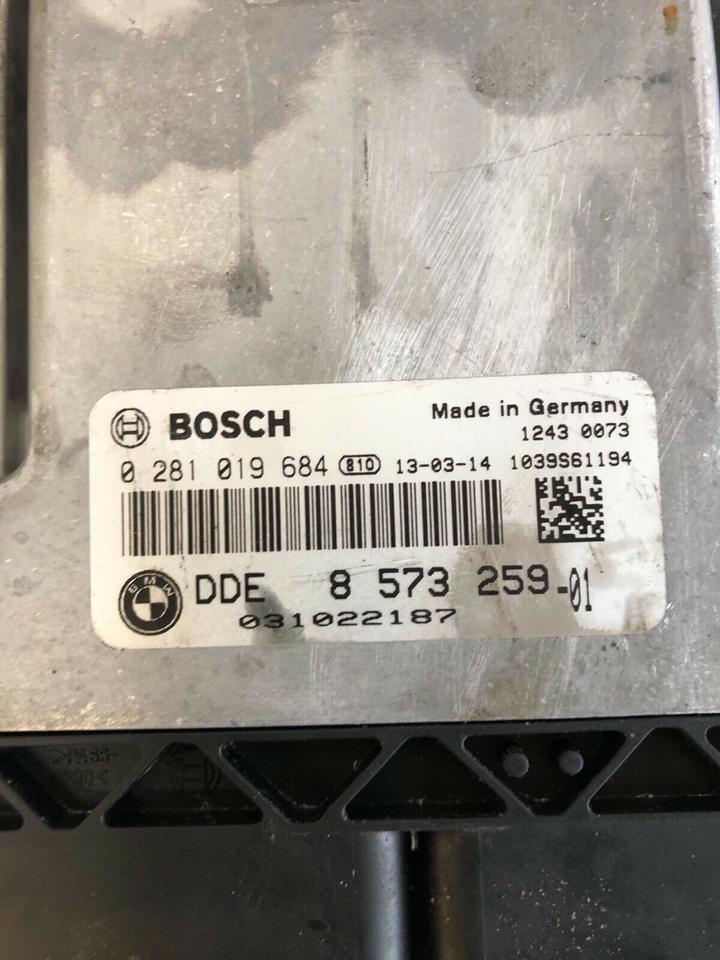 BOSCH
Made in Germany
1243 0073
0 281 019 684 810 13-03-14 1039S61194
BMW
DDE 8 573 259-01
031022187